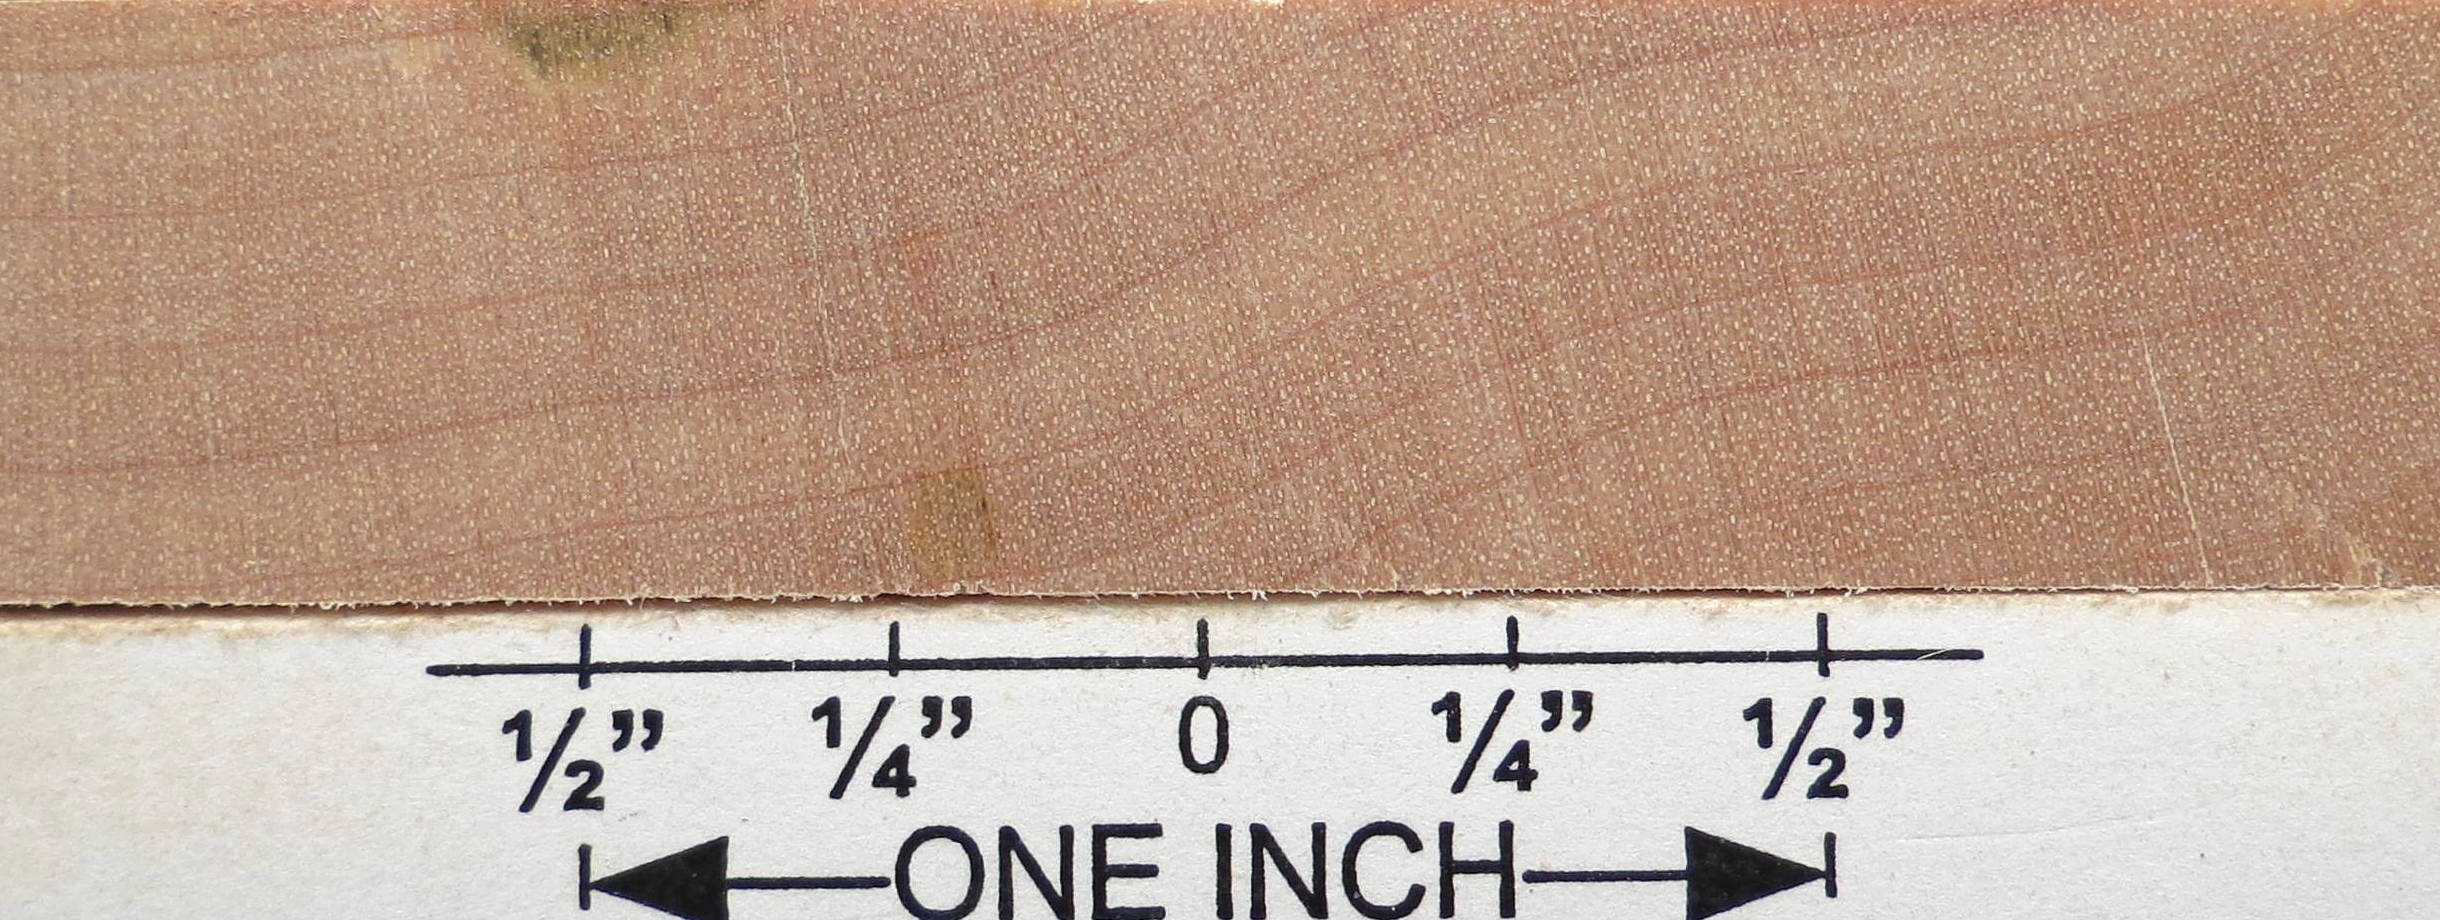 1/2” 1/4” 0 1/4” 1/2”
ONE INCH